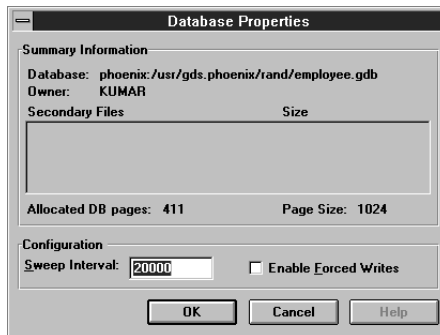 Database Properties
Summary Information
Database: phoenix:/usr/gds.phoenix/rand/employee.gdb
Owner: KUMAR
Secondary Files Size
Allocated DB pages: 411 Page Size: 1024
Configuration
Sweep Interval: 20000 Enable Forced Writes
OK Cancel Help